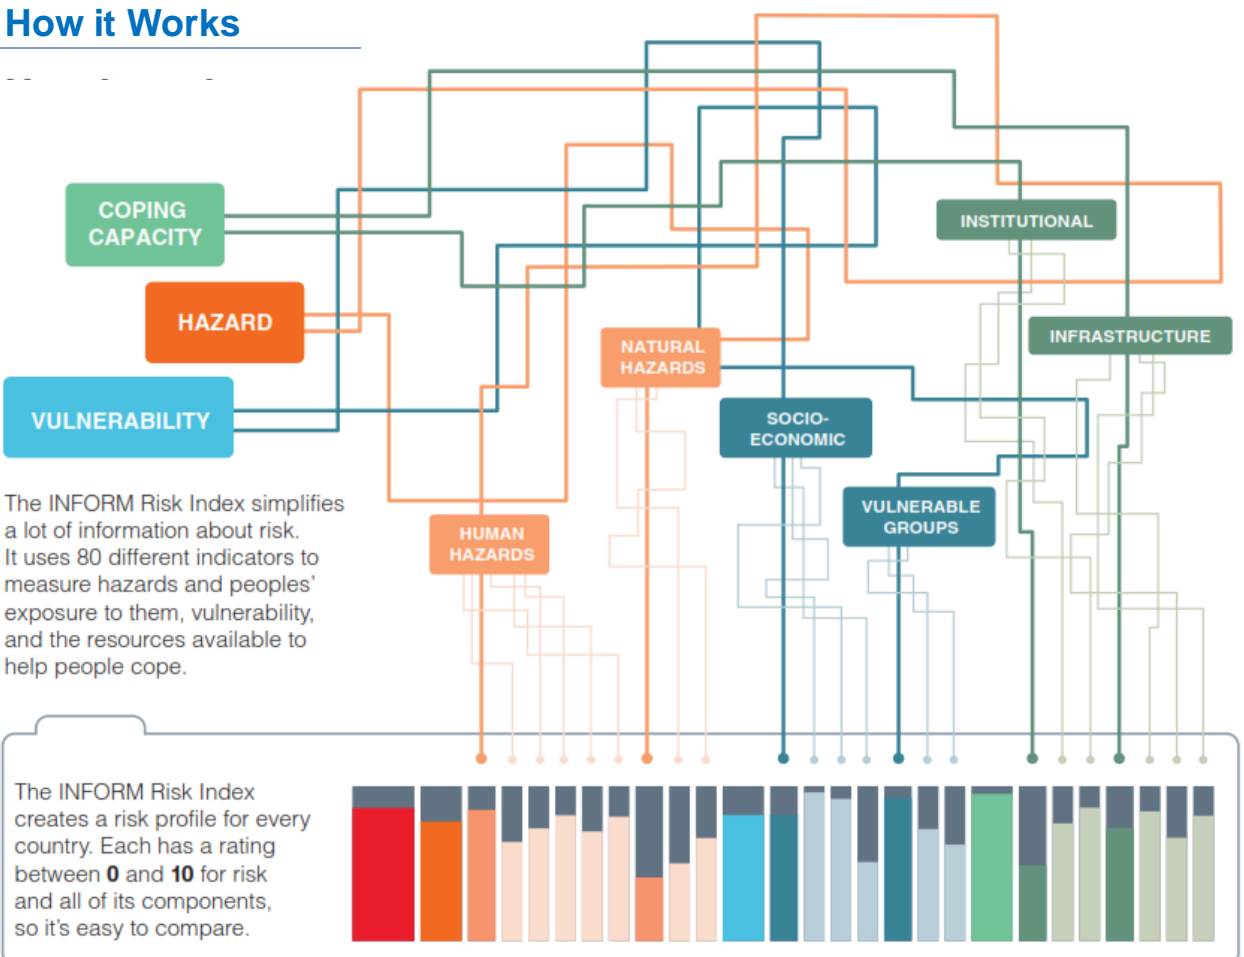 How it Works
COPING
CAPACITY
HAZARD
VULNERABILITY
INSTITUTIONAL
INFRASTRUCTURE
NATURAL
HAZARDS
SOCIO-
ECONOMIC
VULNERABLE
GROUPS
HUMAN
HAZARDS
The INFORM Risk Index simplifies
a lot of information about risk.
It uses 80 different indicators to
measure hazards and peoples'
exposure to them, vulnerability,
and the resources available to
help people cope.
The INFORM Risk Index
creates a risk profile for every
country. Each has a rating
between 0 and 10 for risk
and all of its components,
so it's easy to compare.